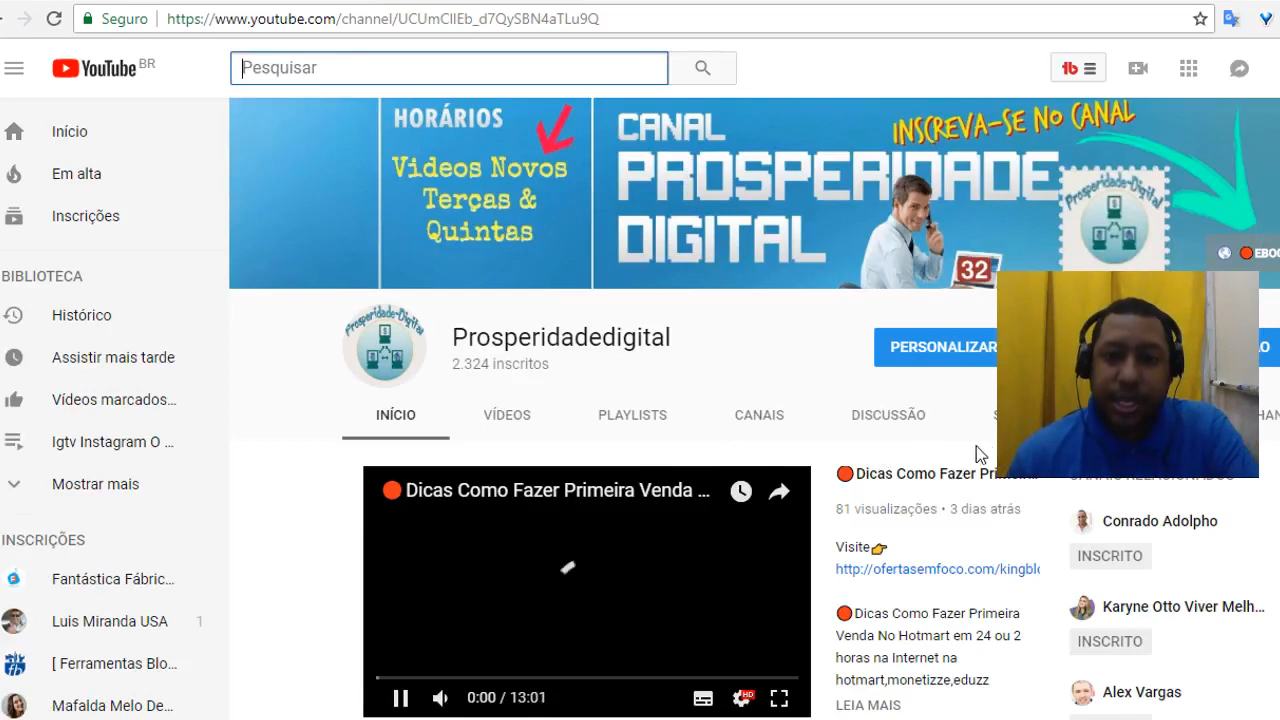 Seguro
https://www.youtube.com/channel/UCUmCIlEb_d7QySBN4aTLu9Q
YouTube BR
Pesquisar
Início
Em alta
Inscrições
BIBLIOTECA
Histórico
Assistir mais tarde
Vídeos marcados...
Igtv Instagram O ...
Mostrar mais
INSCRIÇÕES
Fantástica Fábric...
Luis Miranda USA 1
[ Ferramentas Blo...
Mafalda Melo De...
HORÁRIOS
Videos Novos
Terças &
Quintas
CANAL
PROSPERIDADE
DIGITAL
INSCREVA-SE NO CANAL
Prosperidade-Digital
32
Prosperidade-Digital
Prosperidadedigital
2.324 inscritos
PERSONALIZAR
INÍCIO
VÍDEOS
PLAYLISTS
CANAIS
DISCUSSÃO
Dicas Como Fazer Primeira Venda ...
0:00 / 13:01
HD
Dicas Como Fazer
81 visualizações • 3 dias atrás
Visite
http://ofertasemfoco.com/kingblo
Dicas Como Fazer Primeira
Venda No Hotmart em 24 ou 2
horas na Internet na
hotmart,monetizze,eduzz
LEIA MAIS
Conrado Adolpho
INSCRITO
Karyne Otto Viver Melh...
INSCRITO
Alex Vargas